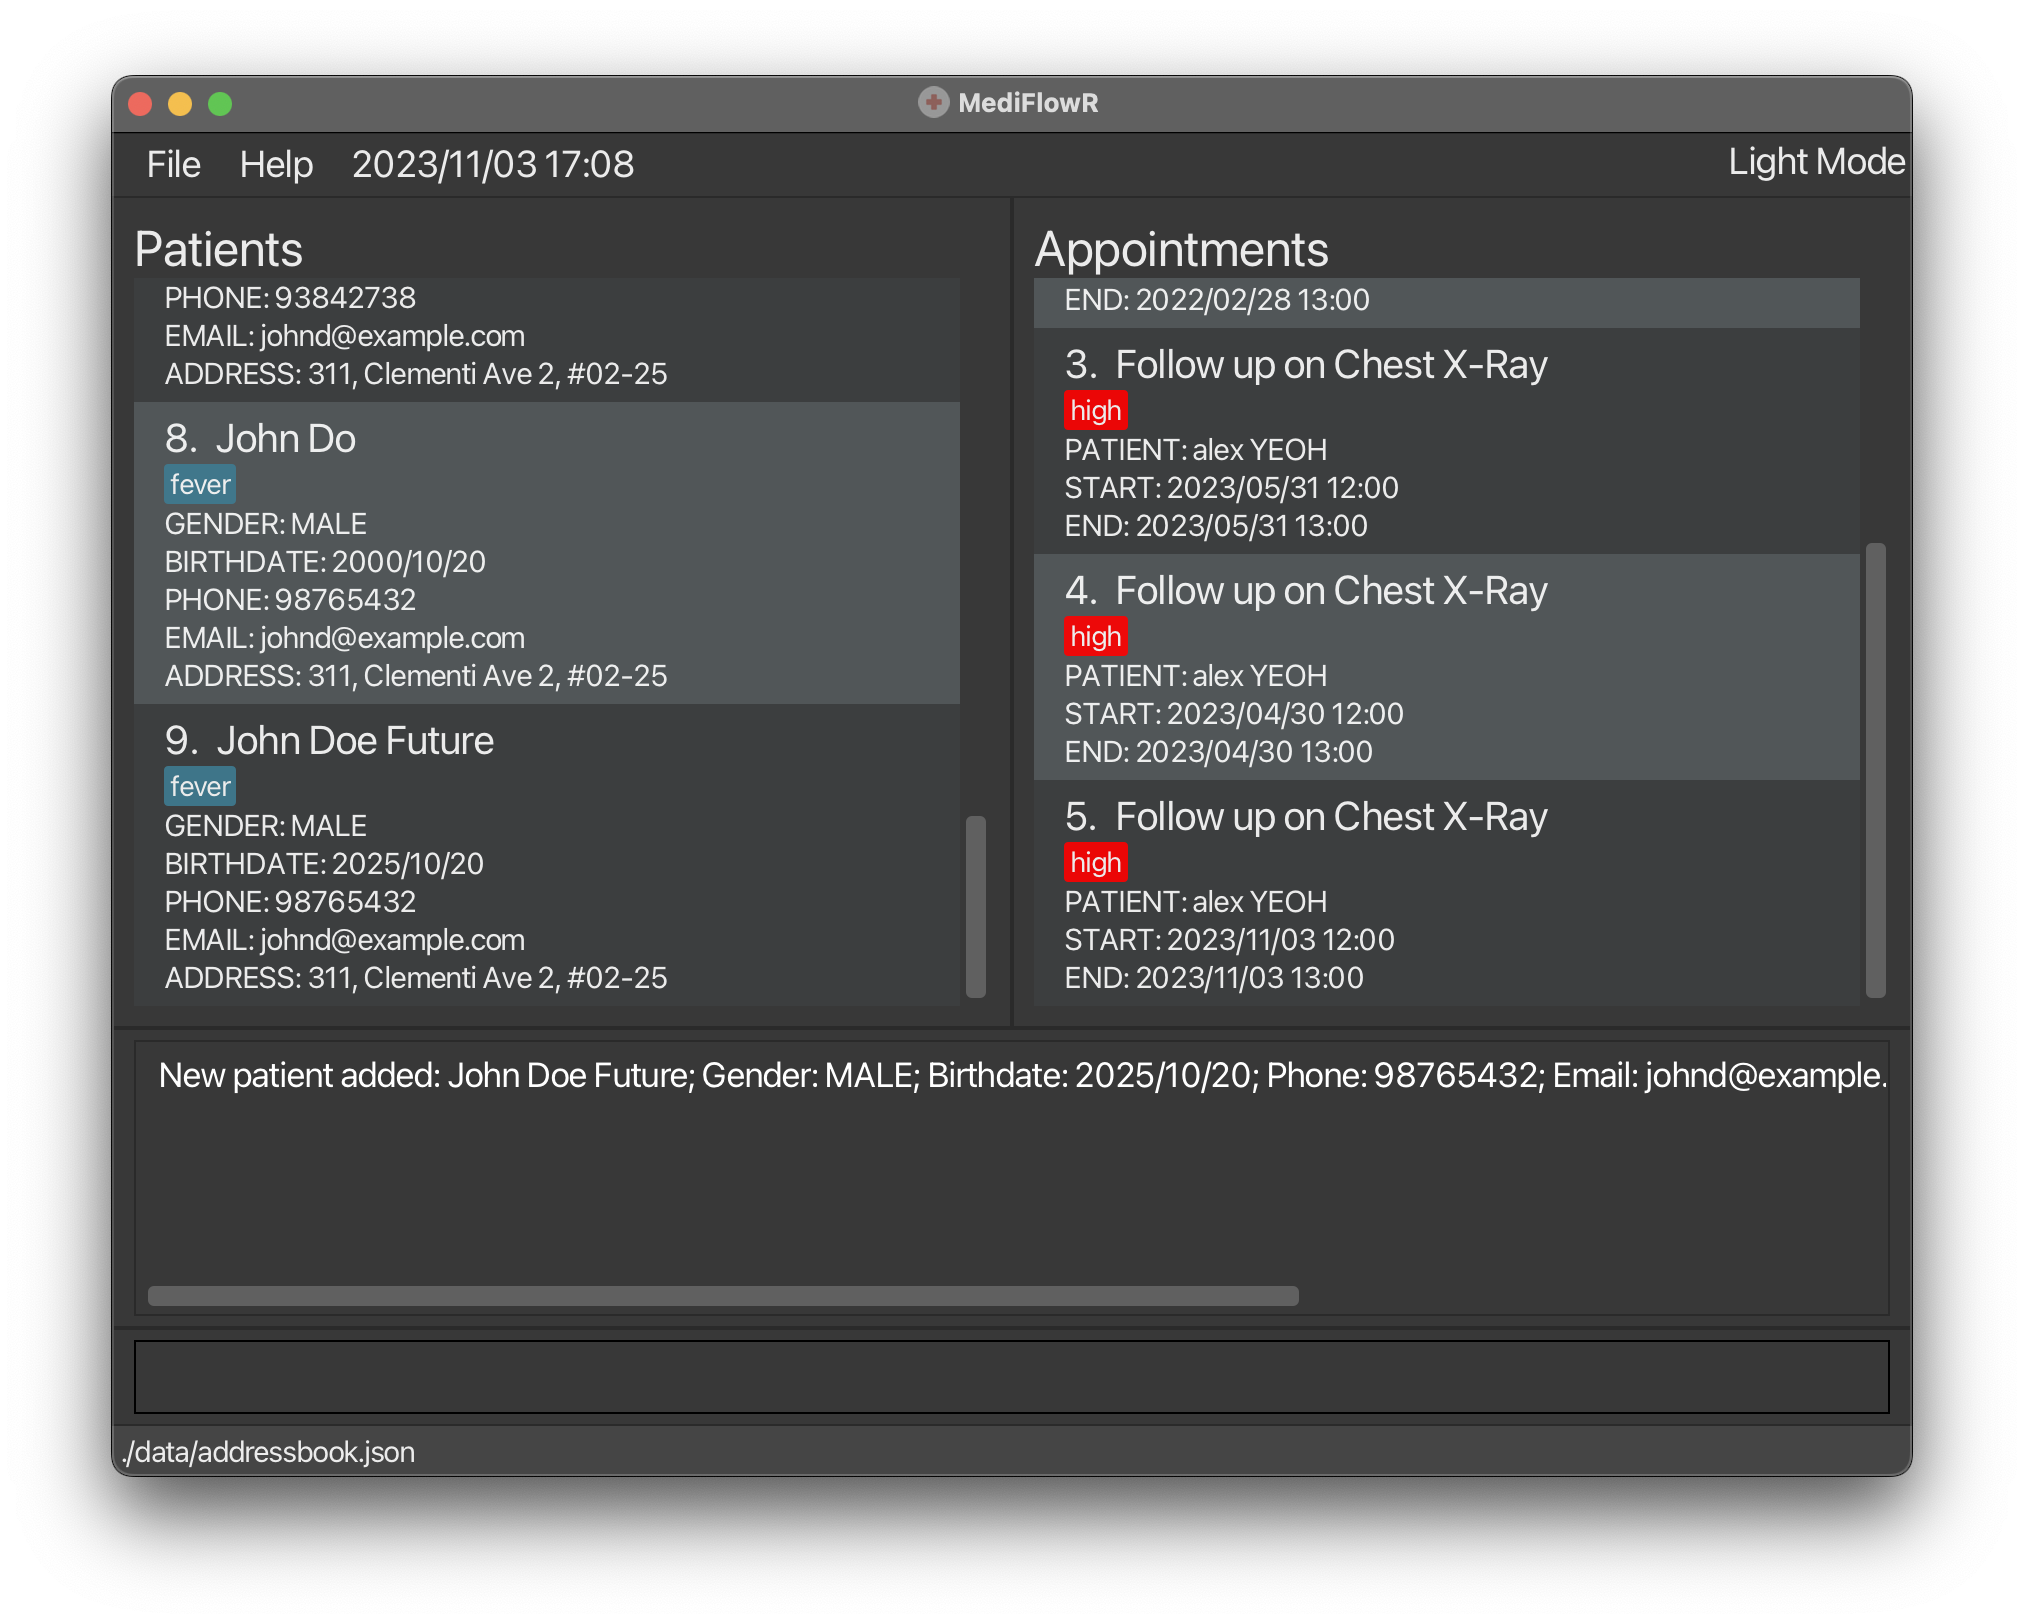 MediFlowR
File Help 2023/11/03 17:08 Light Mode
Patients
PHONE: 93842738
EMAIL: johnd@example.com
ADDRESS: 311, Clementi Ave 2, #02-25
8. John Do
fever
GENDER: MALE
BIRTHDATE: 2000/10/20
PHONE: 98765432
EMAIL: johnd@example.com
ADDRESS: 311, Clementi Ave 2, #02-25
9. John Doe Future
fever
GENDER: MALE
BIRTHDATE: 2025/10/20
PHONE: 98765432
EMAIL: johnd@example.com
ADDRESS: 311, Clementi Ave 2, #02-25
Appointments
END: 2022/02/28 13:00
3. Follow up on Chest X-Ray
high
PATIENT: alex YEOH
START: 2023/05/31 12:00
END: 2023/05/31 13:00
4. Follow up on Chest X-Ray
high
PATIENT: alex YEOH
START: 2023/04/30 12:00
END: 2023/04/30 13:00
5. Follow up on Chest X-Ray
high
PATIENT: alex YEOH
START: 2023/11/03 12:00
END: 2023/11/03 13:00
New patient added: John Doe Future; Gender: MALE; Birthdate: 2025/10/20; Phone: 98765432; Email: johnd@example.
./data/addressbook.json